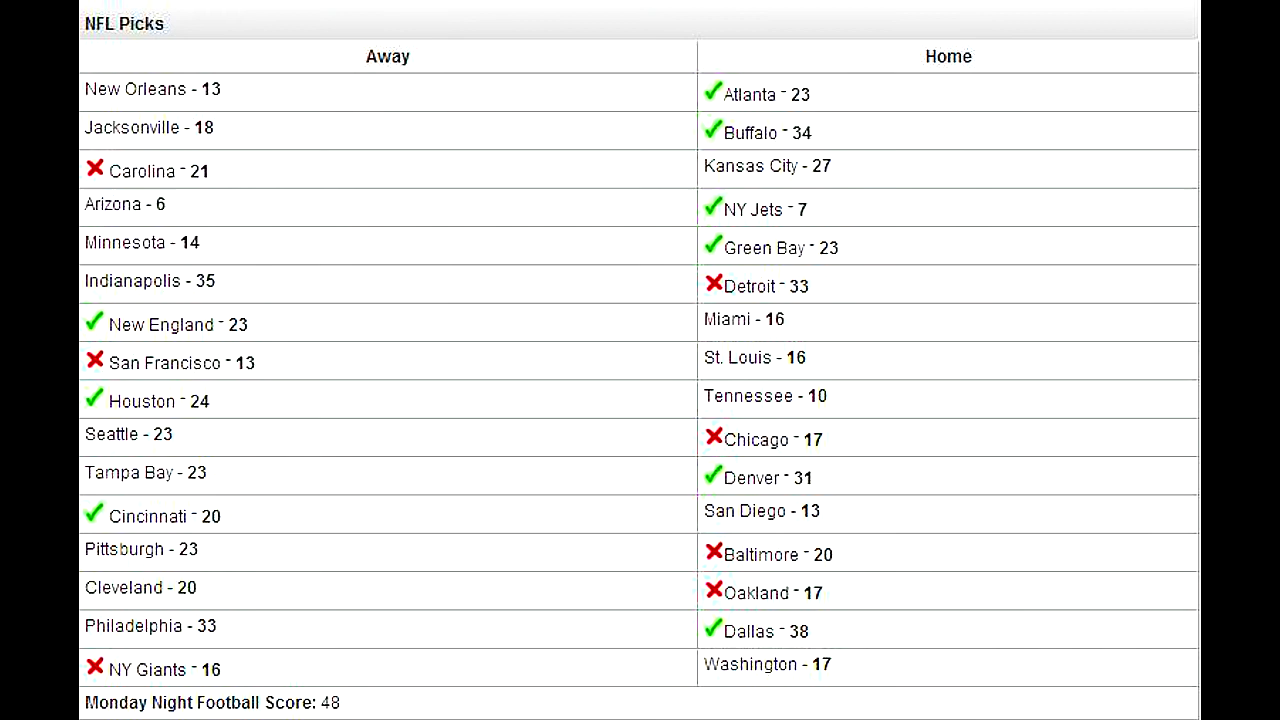 NFL Picks
Away Home
New Orleans - 13 Atlanta - 23
Jacksonville - 18 Buffalo - 34
Carolina - 21 Kansas City - 27
Arizona - 6 NY Jets - 7
Minnesota - 14 Green Bay - 23
Indianapolis - 35 Detroit - 33
New England - 23 Miami - 16
San Francisco - 13 St. Louis - 16
Houston - 24 Tennessee - 10
Seattle - 23 Chicago - 17
Tampa Bay - 23 Denver - 31
Cincinnati - 20 San Diego - 13
Pittsburgh - 23 Baltimore - 20
Cleveland - 20 Oakland - 17
Philadelphia - 33 Dallas - 38
NY Giants - 16 Washington - 17
Monday Night Football Score: 48